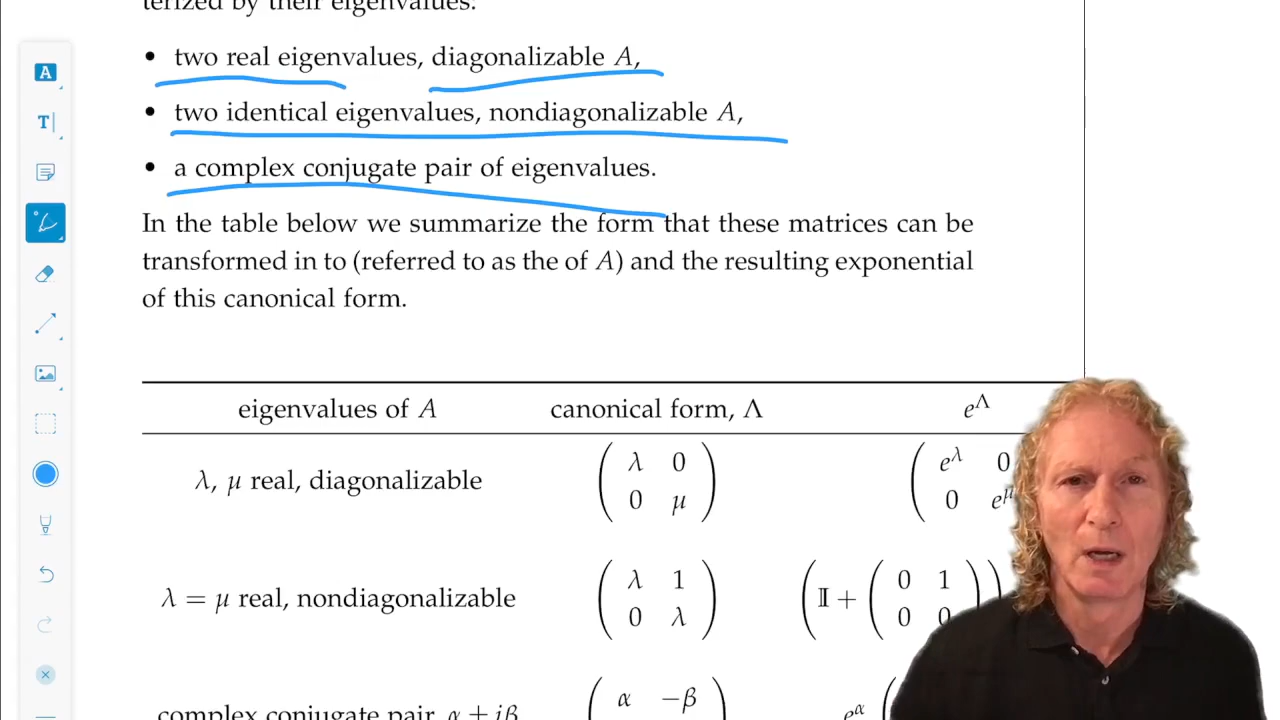 terized by their eigenvalues:
• two real eigenvalues, diagonalizable A,
• two identical eigenvalues, nondiagonalizable A,
• a complex conjugate pair of eigenvalues.
In the table below we summarize the form that these matrices can be
transformed in to (referred to as the of A) and the resulting exponential
of this canonical form.
eigenvalues of A canonical form, Λ e^Λ
λ, μ real, diagonalizable ( λ 0 ; 0 μ ) ( e^λ 0 ; 0 e^μ
λ = μ real, nondiagonalizable ( λ 1 ; 0 λ ) ( 𝕀 + ( 0 1 ; 0 0 ) )
complex conjugate pair, α ± iβ ( α −β e^α (
A
T